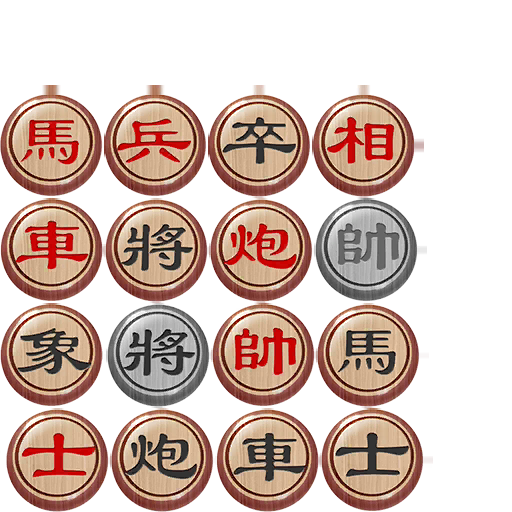 馬 兵 卒 相
車 將 炮 帥
象 將 帥 馬
士 炮 車 士